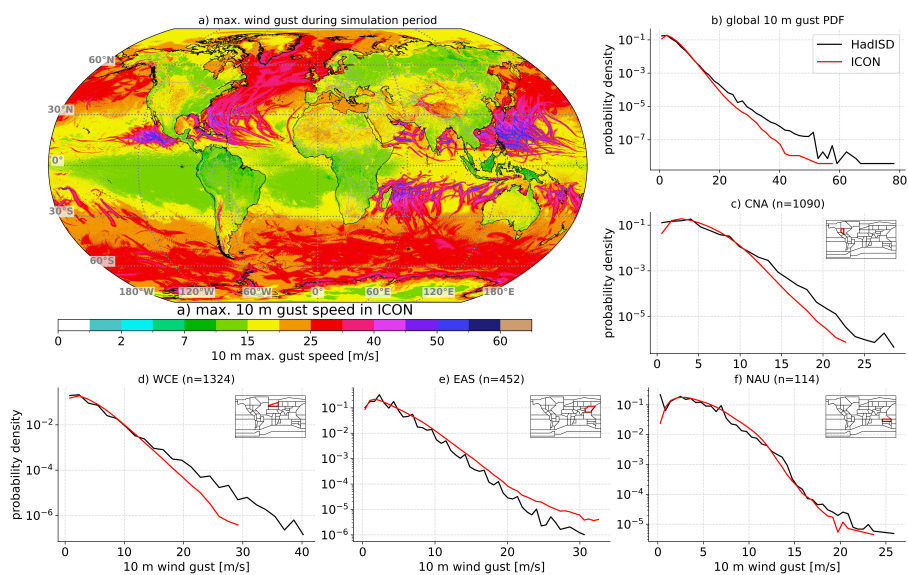 a) max. wind gust during simulation period
60°N
30°N
0°
30°S
60°S
180°W 120°W 60°W 0° 60°E 120°E 180°E
a) max. 10 m gust speed in ICON
0 2 7 10 15 25 40 45 50 60
10 m max. gust speed [m/s]
b) global 10 m gust PDF
HadISD
ICON
probability density
10⁻¹
10⁻³
10⁻⁵
10⁻⁷
0 20 40 60 80
c) CNA (n=1090)
probability density
10⁻¹
10⁻³
10⁻⁵
0 5 10 15 20 25
d) WCE (n=1324)
probability density
10⁻²
10⁻⁴
10⁻⁶
0 10 20 30 40
10 m wind gust [m/s]
e) EAS (n=452)
10⁻¹
10⁻²
10⁻³
10⁻⁴
10⁻⁵
10⁻⁶
0 10 20 30
10 m wind gust [m/s]
f) NAU (n=114)
10⁻¹
10⁻²
10⁻³
10⁻⁴
10⁻⁵
0 5 10 15 20 25
10 m wind gust [m/s]